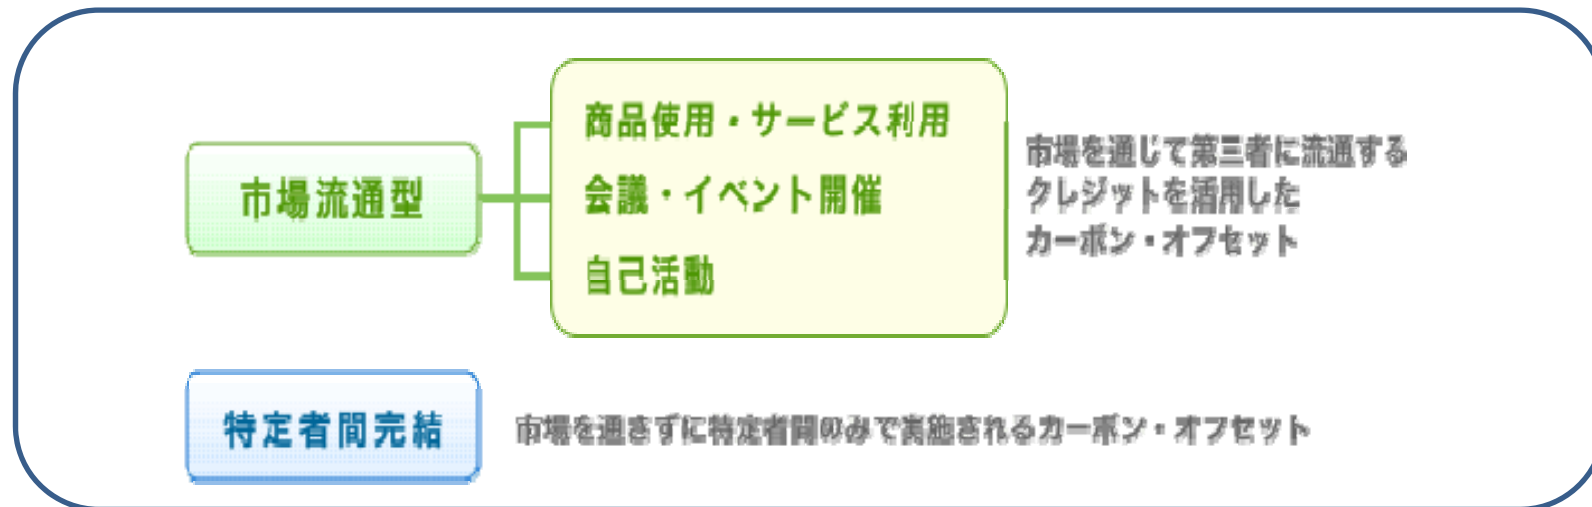 市場流通型
商品使用・サービス利用
会議・イベント開催
自己活動
市場を通じて第三者に流通する
クレジットを活用した
カーボン・オフセット
特定者間完結
市場を通さずに特定者間のみで実施されるカーボン・オフセット